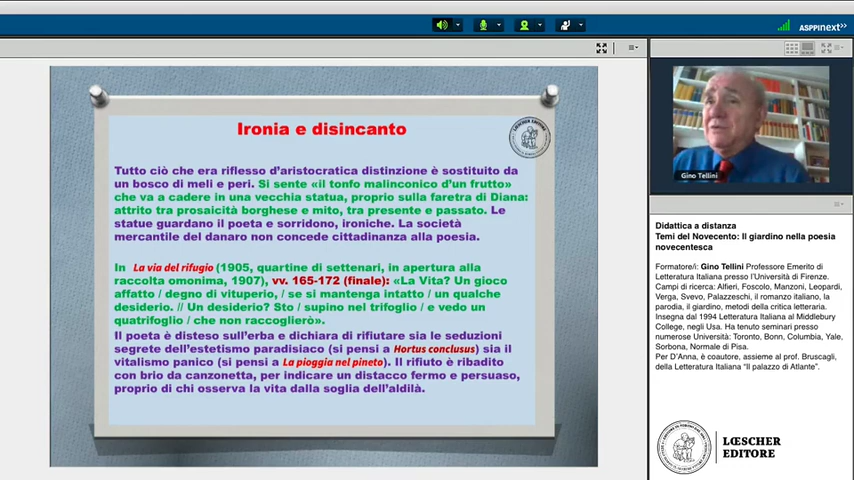 ASPPInext>>
Ironia e disincanto
LOESCHER EDITORE
Tutto ciò che era riflesso d'aristocratica distinzione è sostituito da
un bosco di meli e peri. Si sente «il tonfo malinconico d'un frutto»
che va a cadere in una vecchia statua, proprio sulla faretra di Diana:
attrito tra prosaicità borghese e mito, tra presente e passato. Le
statue guardano il poeta e sorridono, ironiche. La società
mercantile del danaro non concede cittadinanza alla poesia.
In La via del rifugio (1905, quartine di settenari, in apertura alla
raccolta omonima, 1907), vv. 165-172 (finale): «La Vita? Un gioco
affatto / degno di vituperio, / se si mantenga intatto / un qualche
desiderio. // Un desiderio? Sto / supino nel trifoglio / e vedo un
quatrifoglio / che non raccoglierò».
Il poeta è disteso sull'erba e dichiara di rifiutare sia le seduzioni
segrete dell'estetismo paradisiaco (si pensi a Hortus conclusus) sia il
vitalismo panico (si pensi a La pioggia nel pineto). Il rifiuto è ribadito
con brio da canzonetta, per indicare un distacco fermo e persuaso,
proprio di chi osserva la vita dalla soglia dell'aldilà.
Gino Tellini
Didattica a distanza
Temi del Novecento: Il giardino nella poesia
novecentesca
Formatore/i: Gino Tellini Professore Emerito di
Letteratura Italiana presso l'Università di Firenze.
Campi di ricerca: Alfieri, Foscolo, Manzoni, Leopardi,
Verga, Svevo, Palazzeschi, il romanzo italiano, la
parodia, il giardino, metodi della critica letteraria.
Insegna dal 1994 Letteratura Italiana al Middlebury
College, negli Usa. Ha tenuto seminari presso
numerose Università: Toronto, Bonn, Columbia, Yale,
Sorbona, Normale di Pisa.
Per D'Anna, è coautore, assieme al prof. Bruscagli,
della Letteratura Italiana "Il palazzo di Atlante".
LŒSCHER
EDITORE